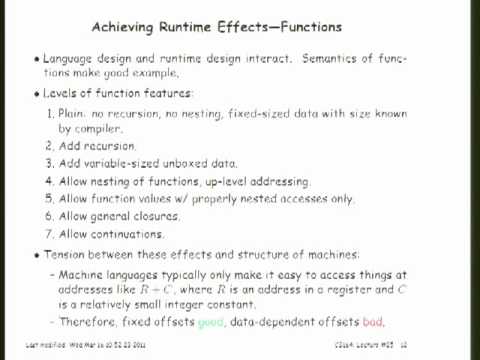 Achieving Runtime Effects—Functions
• Language design and runtime design interact. Semantics of func-
tions make good example.
• Levels of function features:
1. Plain: no recursion, no nesting, fixed-sized data with size known
by compiler.
2. Add recursion.
3. Add variable-sized unboxed data.
4. Allow nesting of functions, up-level addressing.
5. Allow function values w/ properly nested accesses only.
6. Allow general closures.
7. Allow continuations.
• Tension between these effects and structure of machines:
– Machine languages typically only make it easy to access things at
addresses like R + C, where R is an address in a register and C
is a relatively small integer constant.
– Therefore, fixed offsets good, data-dependent offsets bad.
Last modified: Wed Mar 16 10:52:23 2011
CS164: Lecture #25 12